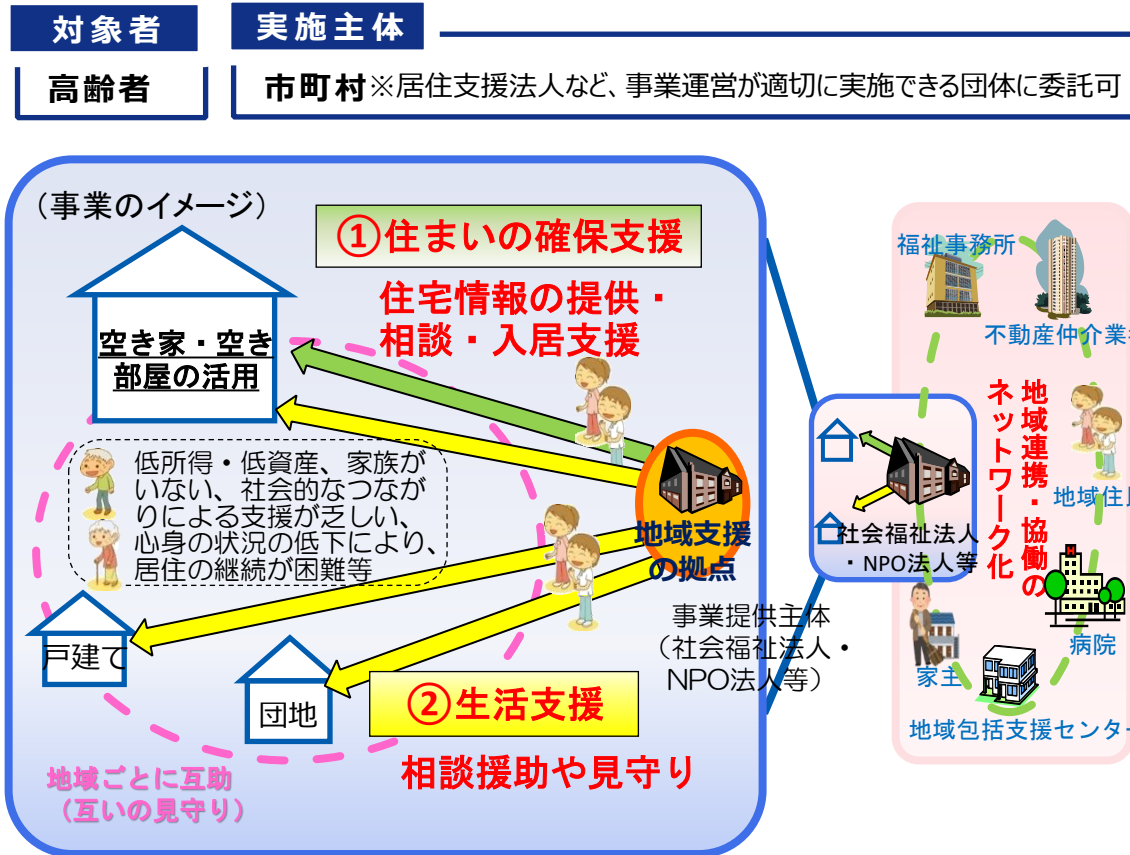 対象者
実施主体
高齢者
市町村※居住支援法人など、事業運営が適切に実施できる団体に委託可
（事業のイメージ）
①住まいの確保支援
住宅情報の提供・
相談・入居支援
空き家・空き
部屋の活用
低所得・低資産、家族が
いない、社会的なつなが
りによる支援が乏しい、
心身の状況の低下により、
居住の継続が困難等
地域支援
の拠点
事業提供主体
（社会福祉法人・
NPO法人等）
戸建て
団地
②生活支援
相談援助や見守り
地域ごとに互助
（互いの見守り）
福祉事務所
不動産仲介業
地域連携・協働の
ネットワーク化
地域住
社会福祉法人
・NPO法人等
病院
家主
地域包括支援センター
H